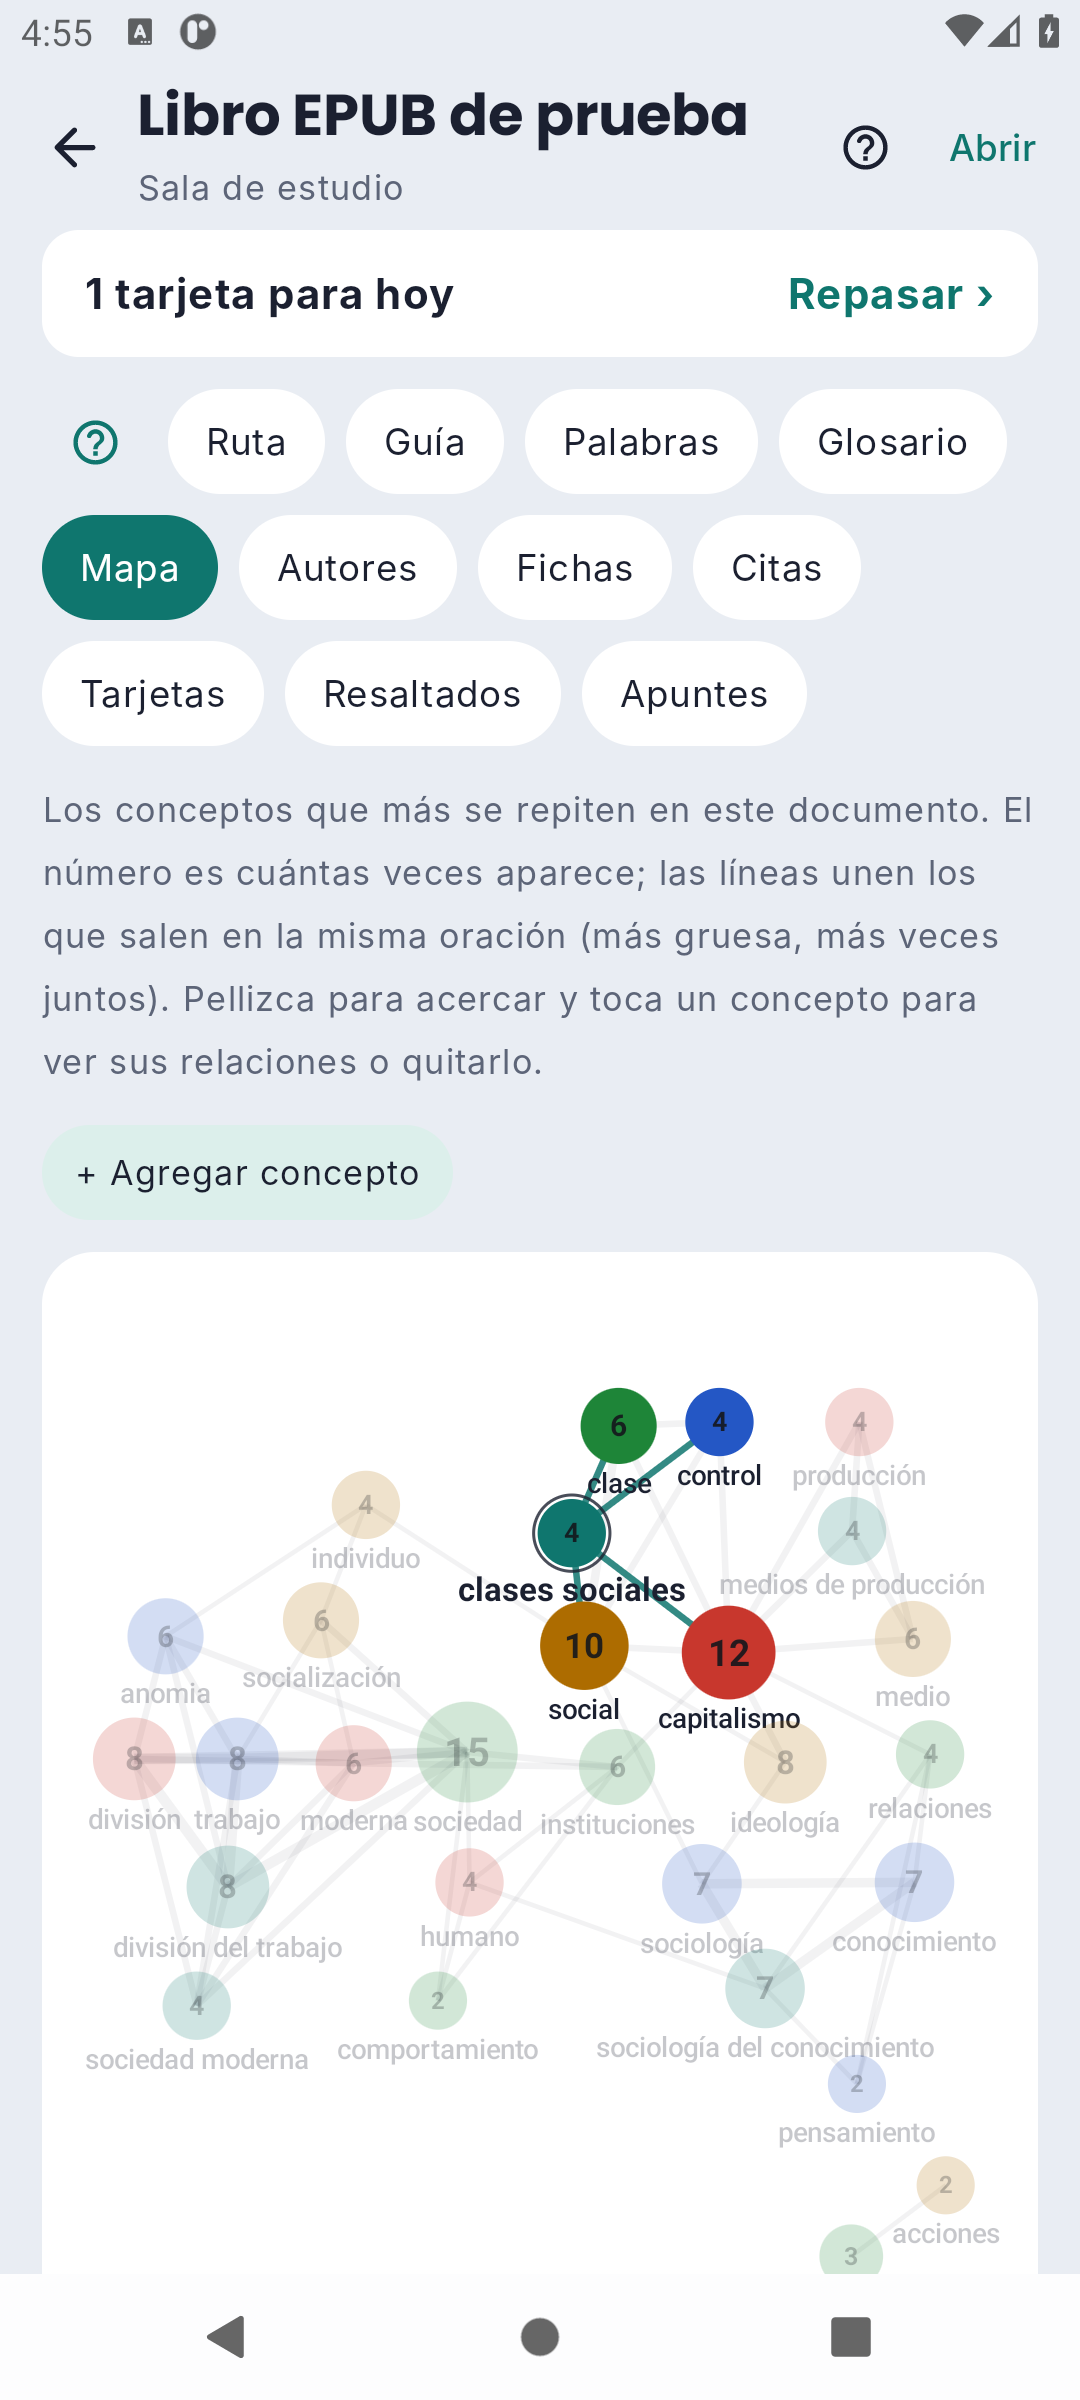 4:55
Libro EPUB de prueba
Sala de estudio
Abrir
1 tarjeta para hoy
Repasar ›
Ruta
Guía
Palabras
Glosario
Mapa
Autores
Fichas
Citas
Tarjetas
Resaltados
Apuntes
Los conceptos que más se repiten en este documento. El
número es cuántas veces aparece; las líneas unen los
que salen en la misma oración (más gruesa, más veces
juntos). Pellizca para acercar y toca un concepto para
ver sus relaciones o quitarlo.
+ Agregar concepto
6
clase
4
control
4
producción
4
individuo
4
clases sociales
4
medios de producción
6
anomia
6
socialización
10
social
12
capitalismo
6
medio
8
división
8
trabajo
6
moderna
15
sociedad
6
instituciones
8
ideología
4
relaciones
8
división del trabajo
4
humano
7
sociología
7
conocimiento
4
sociedad moderna
2
comportamiento
7
sociología del conocimiento
2
pensamiento
2
acciones
3